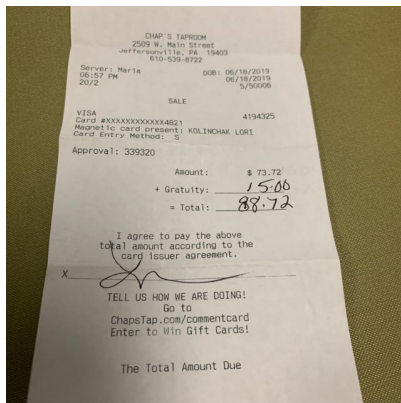 CHAP'S TAPROOM
2509 W. Main Street
Jeffersonville, PA 19403
610-539-8722
Server: Maria DOB: 06/18/2019
06:57 PM 06/18/2019
20/2 5/50006
SALE
VISA 4194325
Card #XXXXXXXXXXXX4821
Magnetic card present: KOLINCHAK LORI
Card Entry Method: S
Approval: 339320
Amount: $ 73.72
+ Gratuity: 15.00
= Total: 88.72
I agree to pay the above
total amount according to the
card issuer agreement.
X
TELL US HOW WE ARE DOING!
Go to
ChapsTap.com/commentcard
Enter to Win Gift Cards!
The Total Amount Due